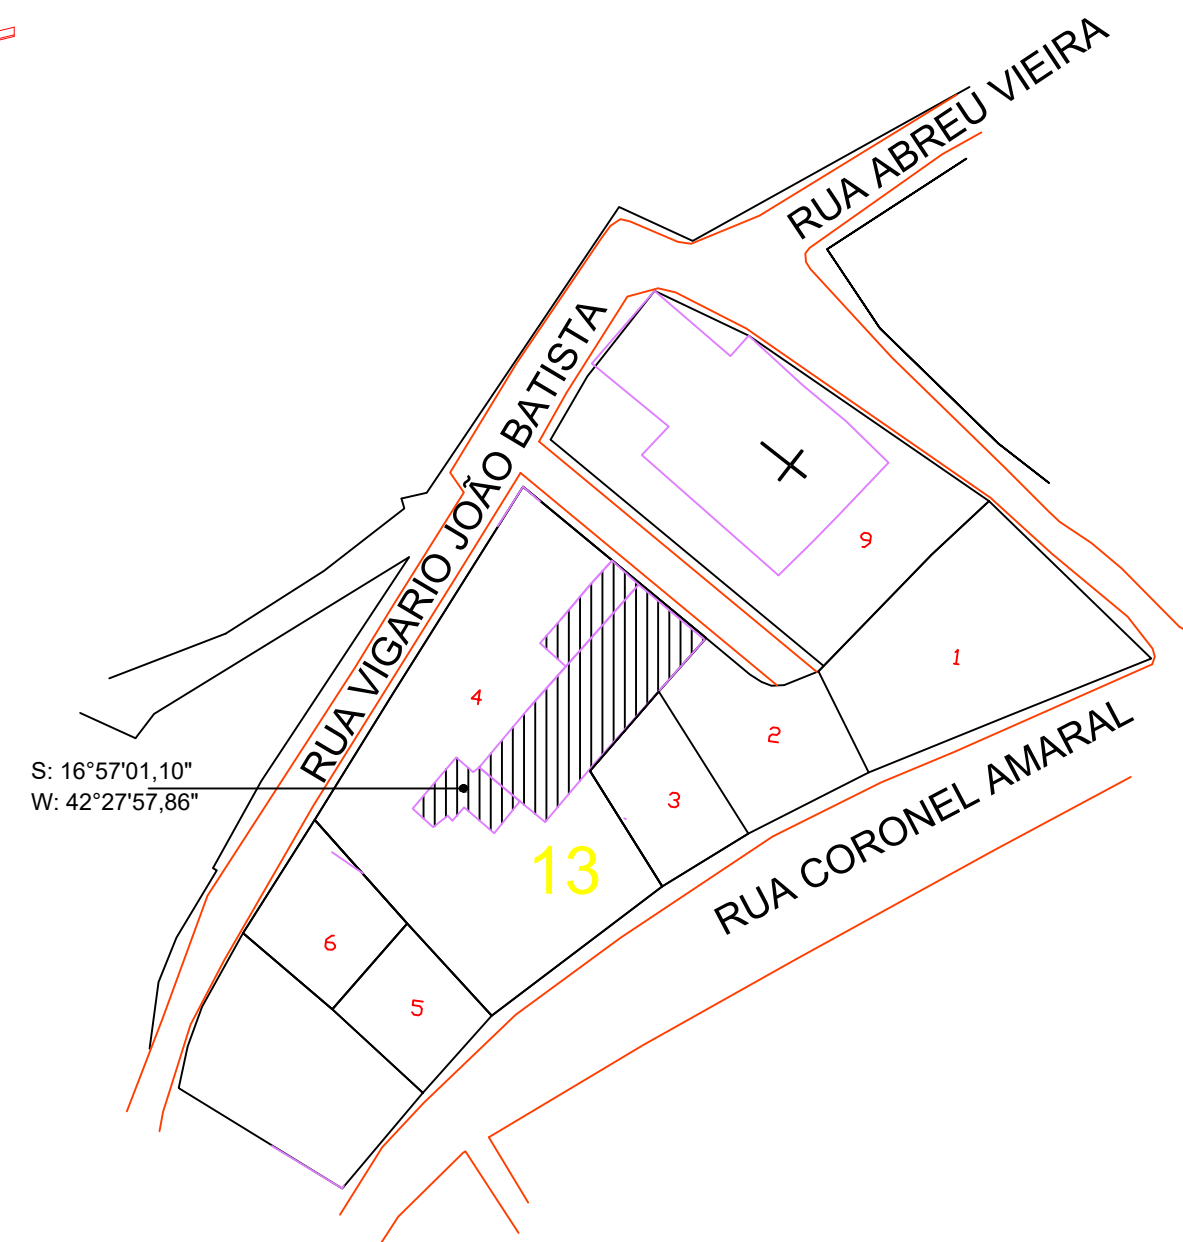 RUA ABREU VIEIRA
RUA VIGARIO JOÃO BATISTA
9
1
4
2
S: 16°57'01,10"
W: 42°27'57,86"
3
13
RUA CORONEL AMARAL
6
5